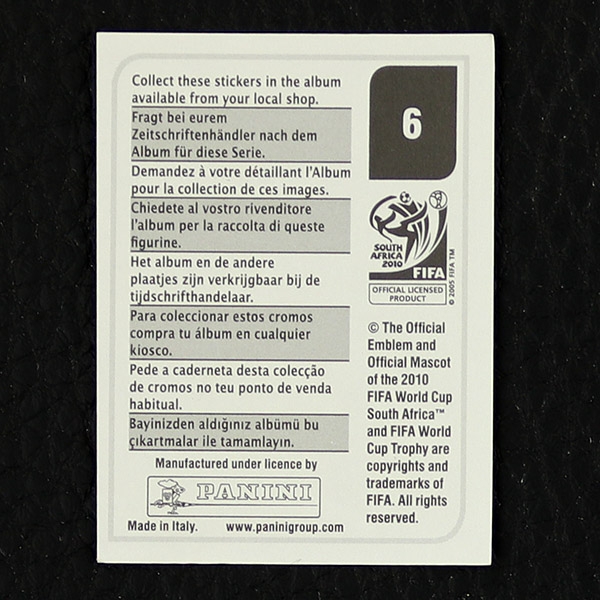 Collect these stickers in the album
available from your local shop.
Fragt bei eurem
Zeitschriftenhändler nach dem
Album für diese Serie.
Demandez à votre détaillant l'Album
pour la collection de ces images.
Chiedete al vostro rivenditore
l'album per la raccolta di queste
figurine.
Het album en de andere
plaatjes zijn verkrijgbaar bij de
tijdschrifthandelaar.
Para coleccionar estos cromos
compra tu álbum en cualquier
kiosco.
Pede a caderneta desta colecção
de cromos no teu ponto de venda
habitual.
Bayinizden aldığınız albümü bu
çıkartmalar ile tamamlayın.
Manufactured under licence by
PANINI
Made in Italy. www.paninigroup.com
6
SOUTH
AFRICA
2010
FIFA
OFFICIAL LICENSED
PRODUCT
© 2005 FIFA TM
© The Official
Emblem and
Official Mascot
of the 2010
FIFA World Cup
South Africa™
and FIFA World
Cup Trophy are
copyrights and
trademarks of
FIFA. All rights
reserved.